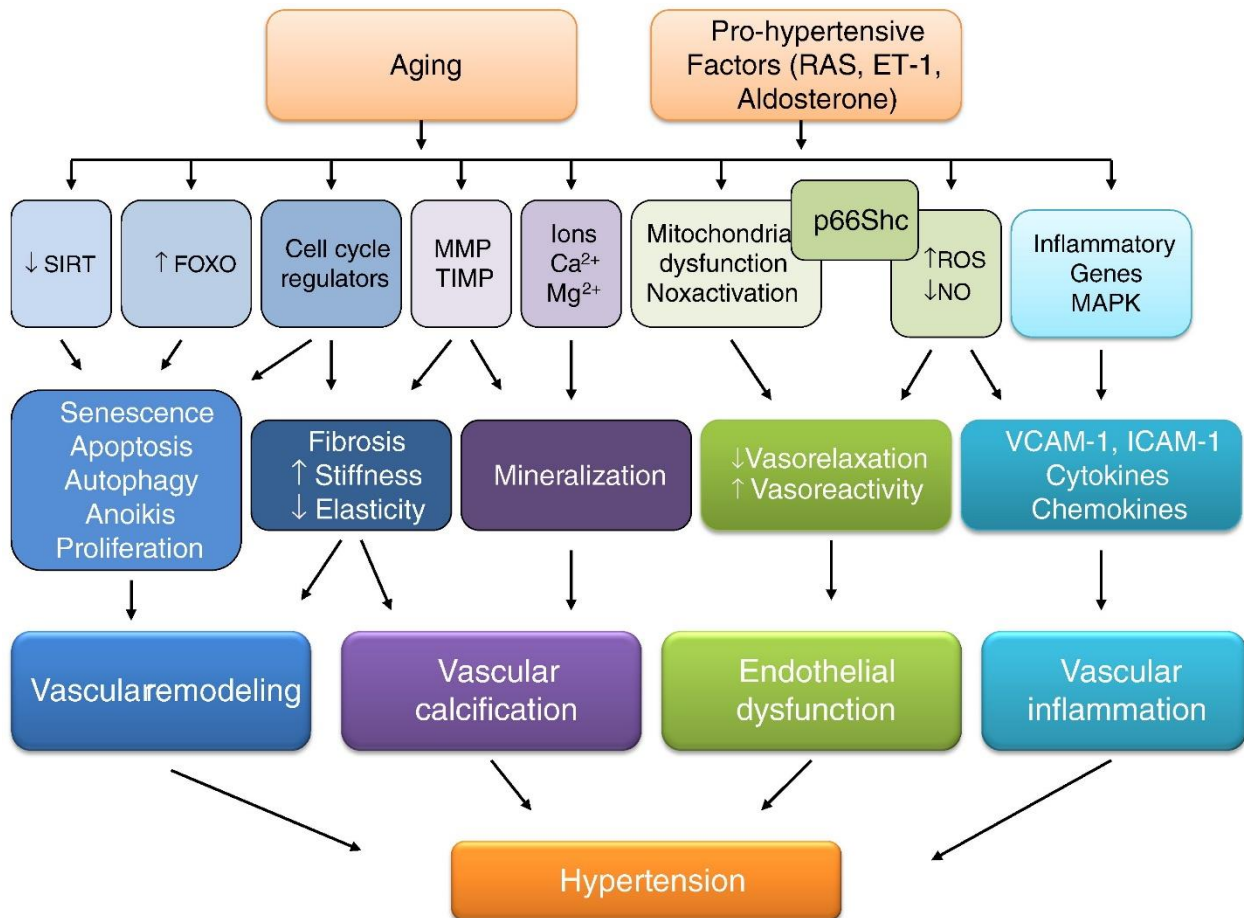 Aging
Pro-hypertensive
Factors (RAS, ET-1,
Aldosterone)
↓ SIRT
↑ FOXO
Cell cycle
regulators
MMP
TIMP
Ions
Ca²⁺
Mg²⁺
Mitochondria
dysfunction
Noxactivation
p66Shc
↑ROS
↓NO
Inflammatory
Genes
MAPK
Senescence
Apoptosis
Autophagy
Anoikis
Proliferation
Fibrosis
↑ Stiffness
↓ Elasticity
Mineralization
↓Vasorelaxation
↑ Vasoreactivity
VCAM-1, ICAM-1
Cytokines
Chemokines
Vascularremodeling
Vascular
calcification
Endothelial
dysfunction
Vascular
inflammation
Hypertension